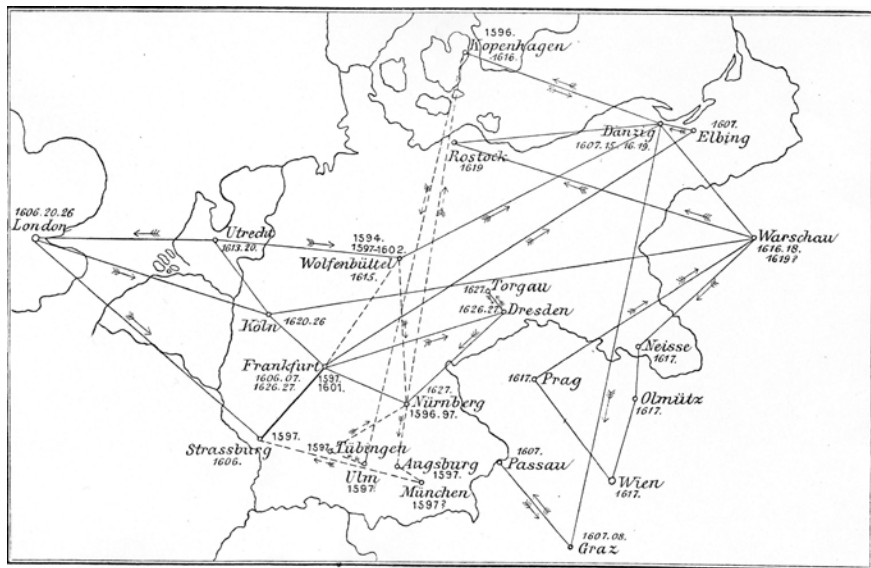 1596.
Kopenhagen
1616.
Danzig
1607. 15. 16. 19.
1607.
Elbing
Rostock
1619
1606. 20. 26
London
Utrecht
1613. 20.
1594.
1597-1602.
Wolfenbüttel
1615.
Warschau
1616. 18.
1619?
1627.
Torgau
1626. 27.
Dresden
Köln
1620. 26
Neisse
1617.
Frankfurt
1606. 07.
1626. 27.
1597.
1601.
1617.
Prag
1627.
Nürnberg
1596. 97.
Olmütz
1617.
1597.
Strassburg
1606.
1597.
Tübingen
Ulm
1597.
Augsburg
1597.
München
1597?
1607.
Passau
Wien
1617.
1607. 08.
Graz